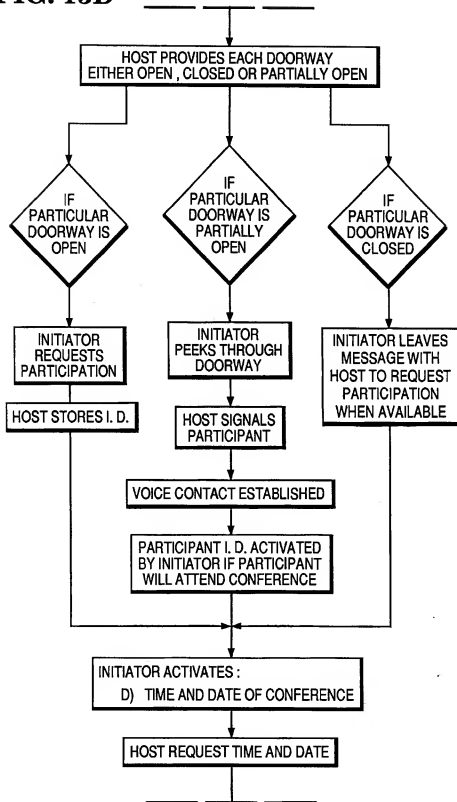 HOST PROVIDES EACH DOORWAY
EITHER OPEN , CLOSED OR PARTIALLY OPEN
IF
PARTICULAR
DOORWAY IS
OPEN
IF
PARTICULAR
DOORWAY IS
PARTIALLY
OPEN
IF
PARTICULAR
DOORWAY IS
CLOSED
INITIATOR
REQUESTS
PARTICIPATION
HOST STORES I. D.
INITIATOR
PEEKS THROUGH
DOORWAY
HOST SIGNALS
PARTICIPANT
VOICE CONTACT ESTABLISHED
PARTICIPANT I. D. ACTIVATED
BY INITIATOR IF PARTICIPANT
WILL ATTEND CONFERENCE
INITIATOR LEAVES
MESSAGE WITH
HOST TO REQUEST
PARTICIPATION
WHEN AVAILABLE
INITIATOR ACTIVATES :
D) TIME AND DATE OF CONFERENCE
HOST REQUEST TIME AND DATE